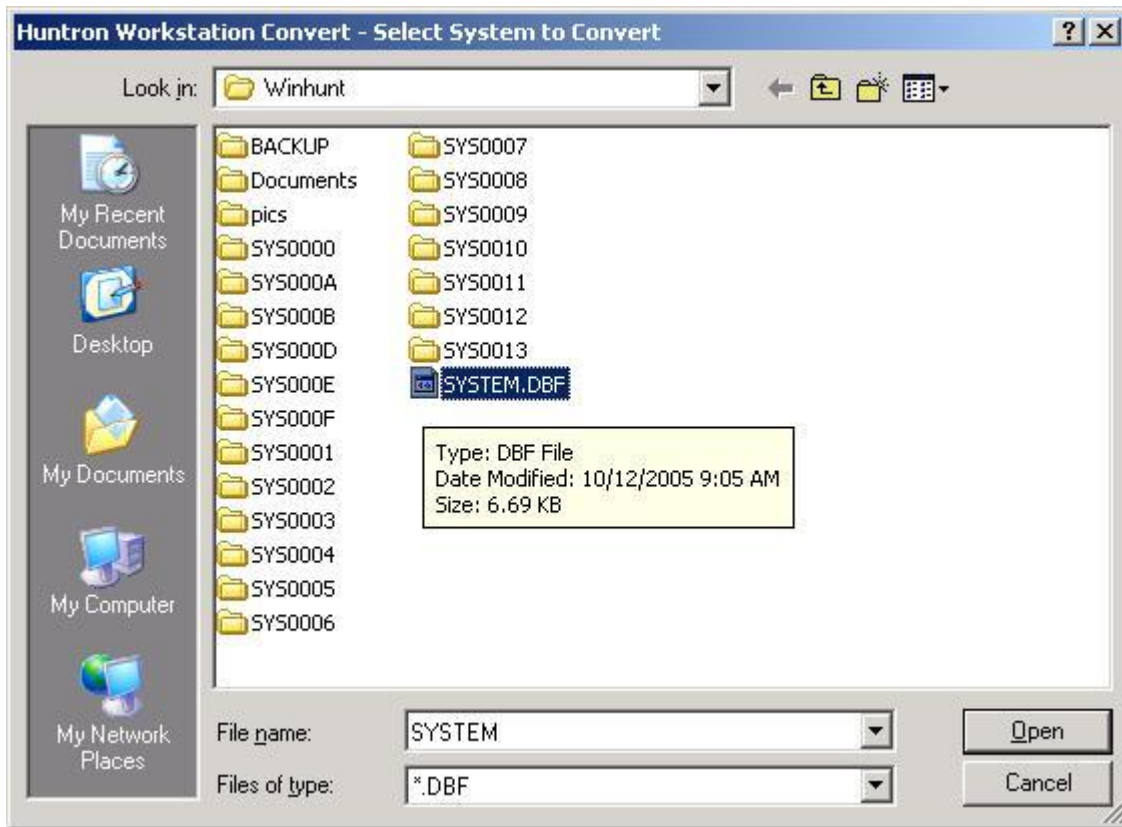 Huntron Workstation Convert - Select System to Convert
Look in: Winhunt
My Recent
Documents
Desktop
My Documents
My Computer
My Network
Places
BACKUP
Documents
pics
SYS0000
SYS000A
SYS000B
SYS000D
SYS000E
SYS000F
SYS0001
SYS0002
SYS0003
SYS0004
SYS0005
SYS0006
SYS0007
SYS0008
SYS0009
SYS0010
SYS0011
SYS0012
SYS0013
SYSTEM.DBF
Type: DBF File
Date Modified: 10/12/2005 9:05 AM
Size: 6.69 KB
File name: SYSTEM Open
Files of type: *.DBF Cancel